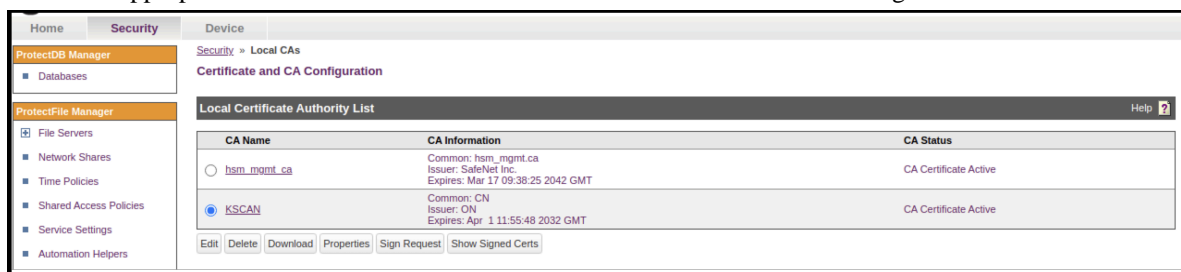 Home Security Device
ProtectDB Manager
Databases
ProtectFile Manager
File Servers
Network Shares
Time Policies
Shared Access Policies
Service Settings
Automation Helpers
Security » Local CAs
Certificate and CA Configuration
Local Certificate Authority List Help ?
CA Name CA Information CA Status
hsm_mgmt_ca Common: hsm_mgmt.ca
Issuer: SafeNet Inc.
Expires: Mar 17 09:38:25 2042 GMT CA Certificate Active
KSCAN Common: CN
Issuer: ON
Expires: Apr 1 11:55:48 2032 GMT CA Certificate Active
Edit Delete Download Properties Sign Request Show Signed Certs